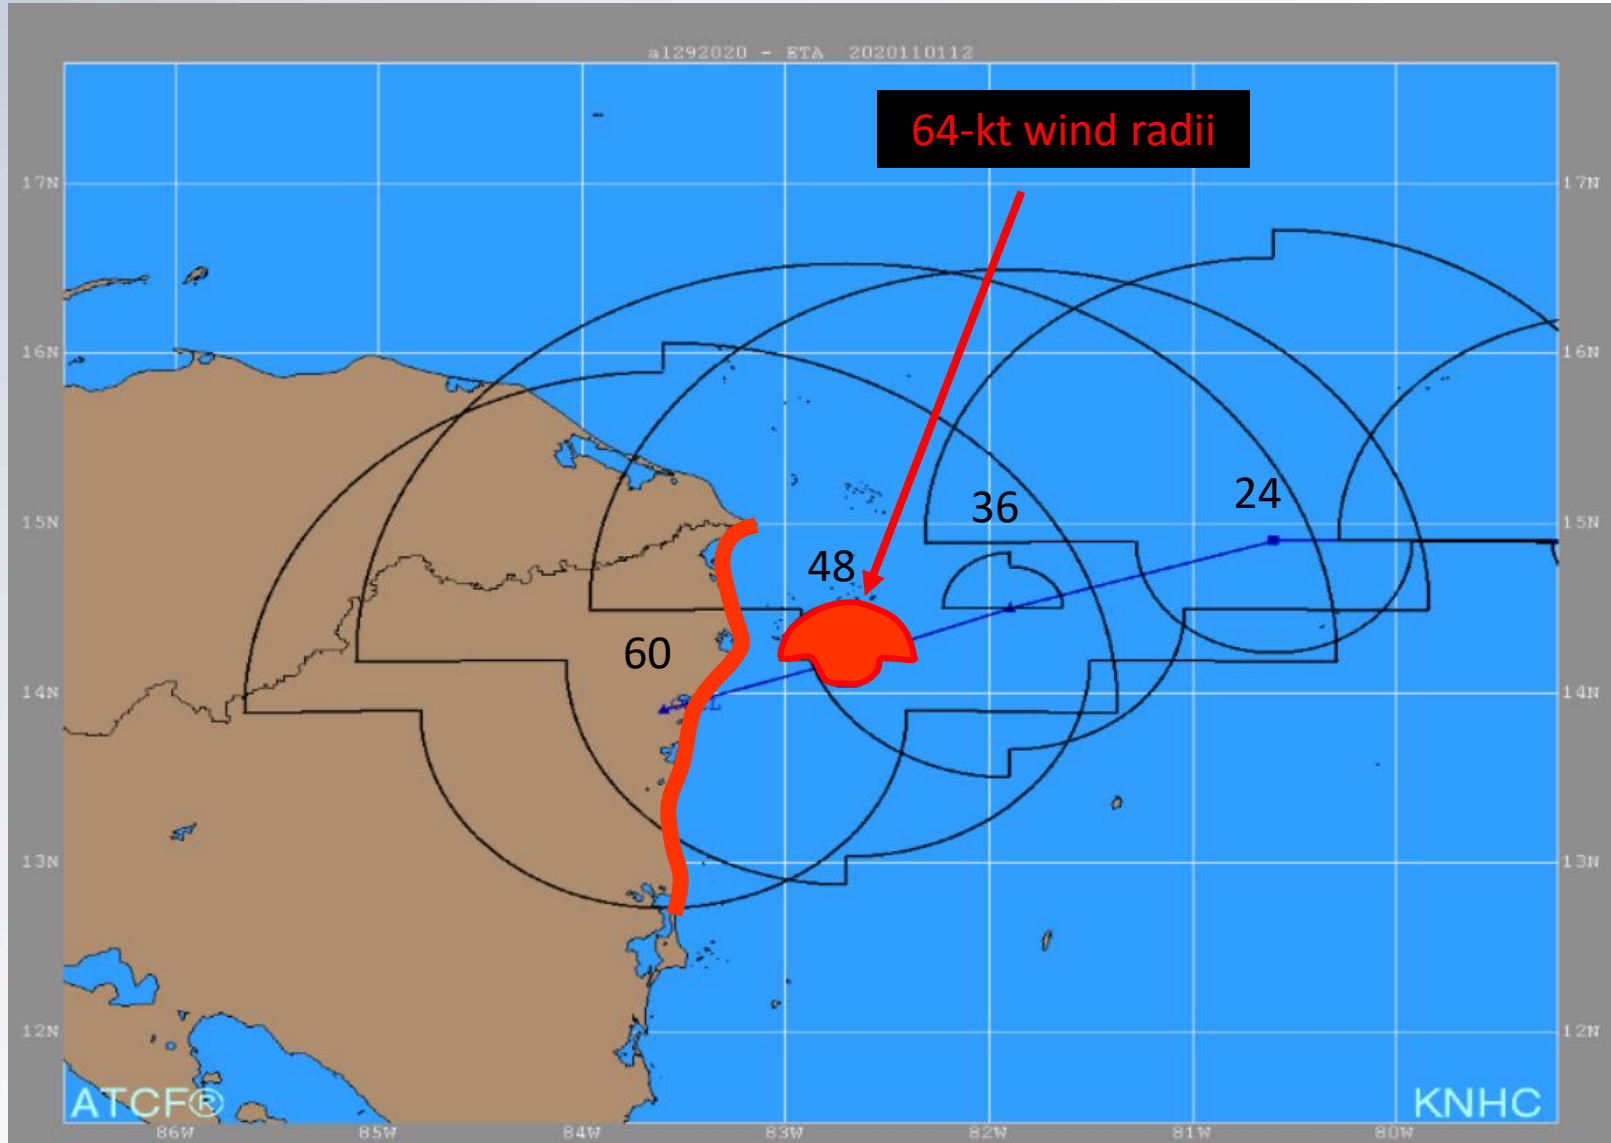 a1292020 - ETA 2020110112
64-kt wind radii
17N
17N
16N
16N
15N
15N
36
24
48
60
14N
14N
13N
13N
12N
12N
ATCF®
KNHC
86W
85W
84W
83W
82W
81W
80W